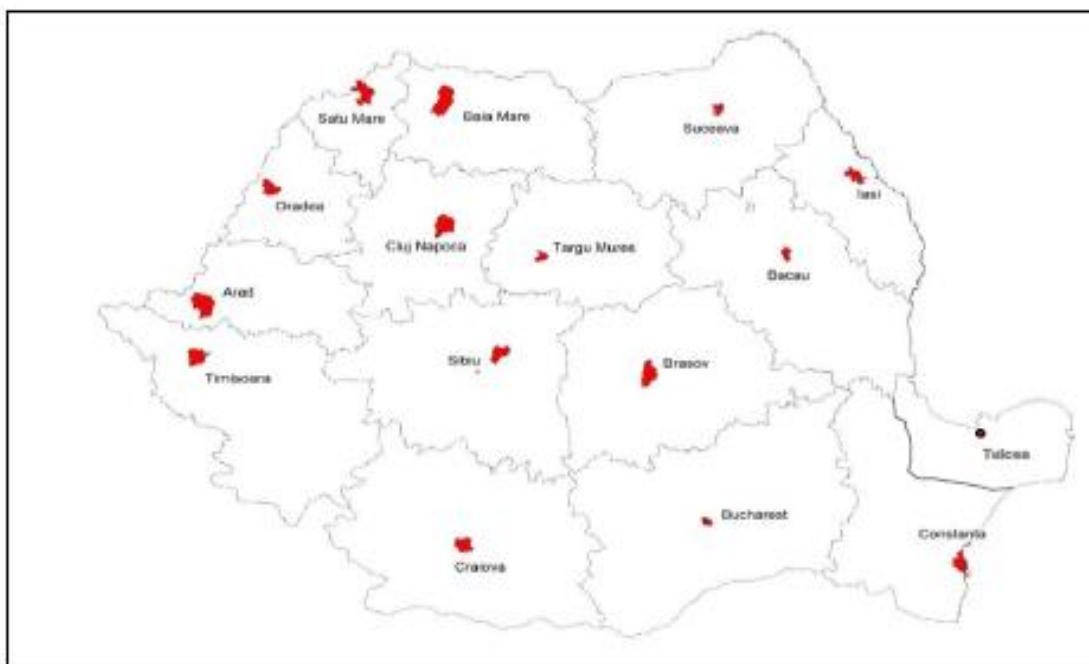 Satu Mare
Baia Mare
Suceava
Iasi
Oradea
Cluj Napoca
Targu Mures
Bacau
Arad
Timisoara
Sibiu
Brasov
Tulcea
Bucharest
Constanta
Craiova